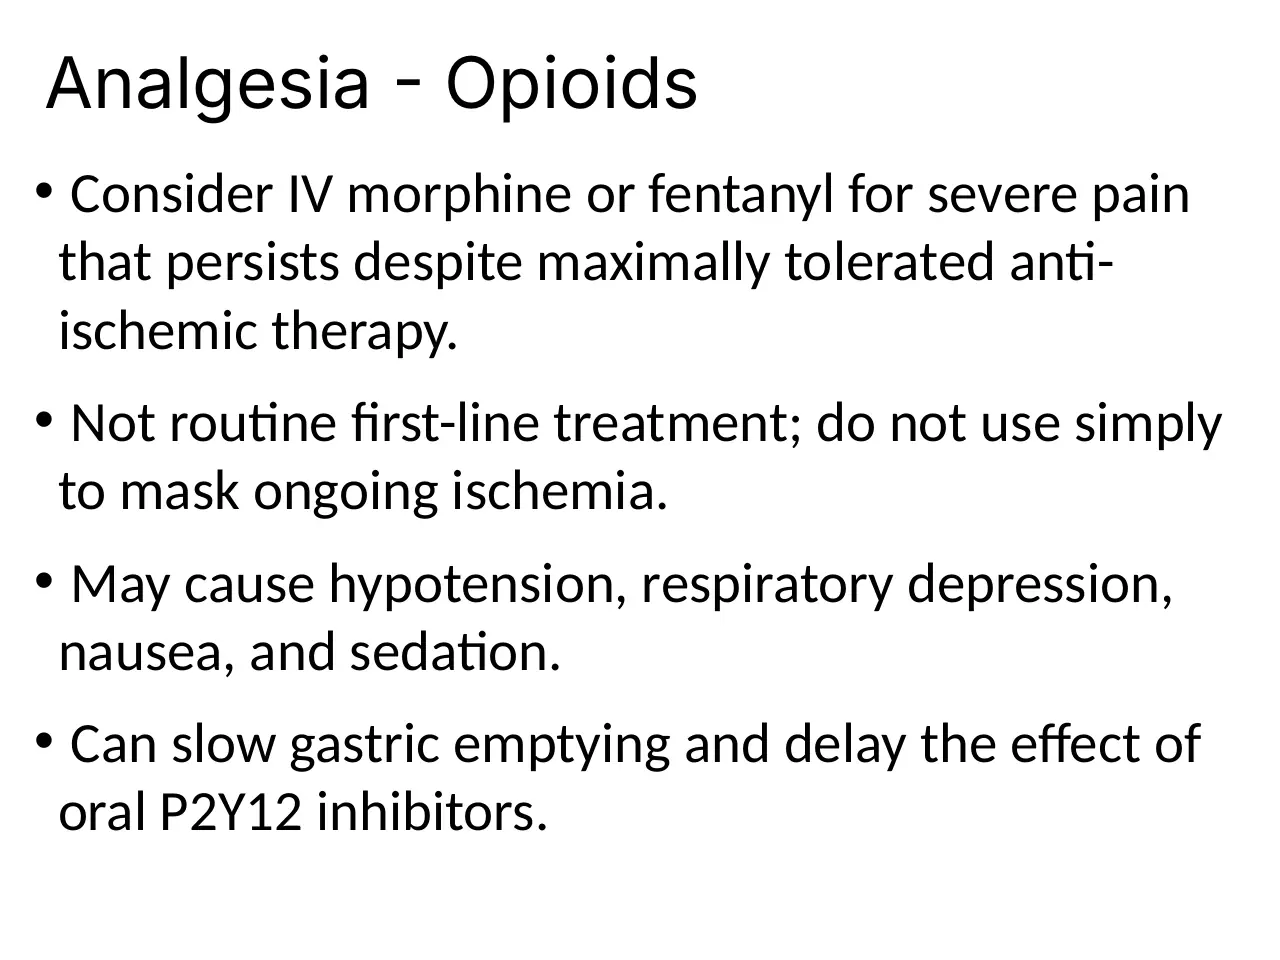 Analgesia - Opioids
• Consider IV morphine or fentanyl for severe pain
that persists despite maximally tolerated anti-
ischemic therapy.
• Not routine first-line treatment; do not use simply
to mask ongoing ischemia.
• May cause hypotension, respiratory depression,
nausea, and sedation.
• Can slow gastric emptying and delay the effect of
oral P2Y12 inhibitors.